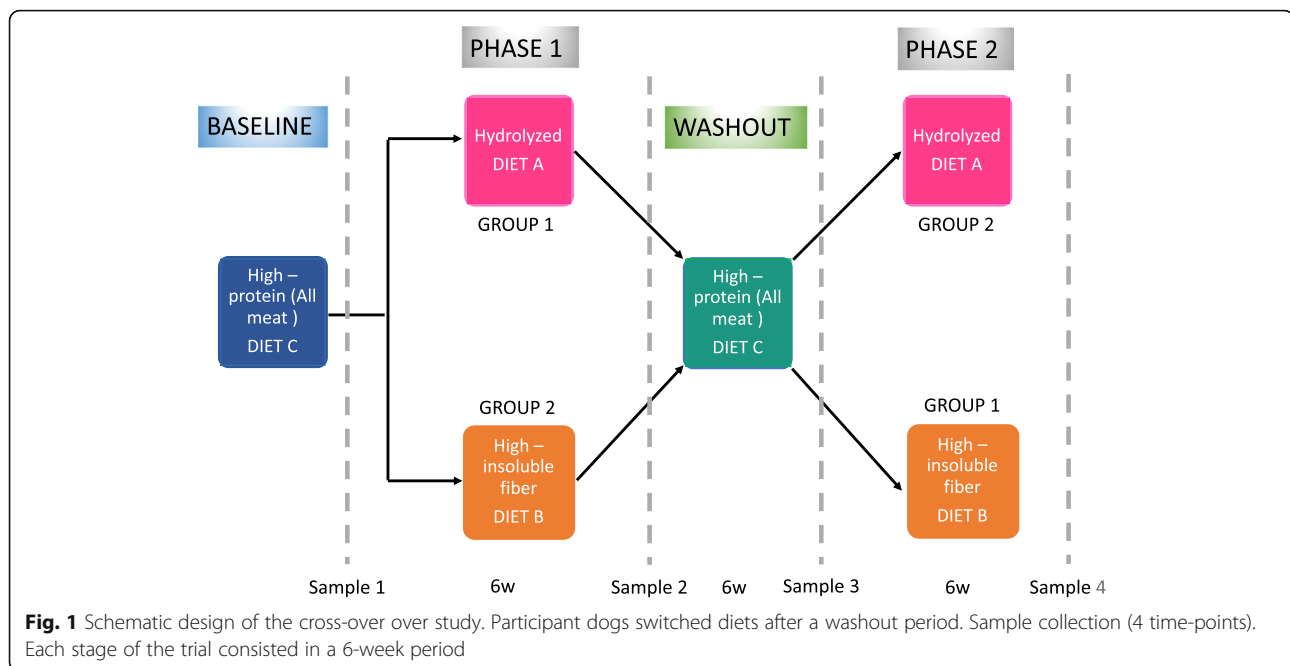 PHASE 1
PHASE 2
BASELINE
WASHOUT
Hydrolyzed
DIET A
GROUP 1
Hydrolyzed
DIET A
GROUP 2
High –
protein (All
meat )
DIET C
High –
protein (All
meat )
DIET C
GROUP 2
High –
insoluble
fiber
DIET B
GROUP 1
High –
insoluble
fiber
DIET B
Sample 1
6w
Sample 2
6w
Sample 3
6w
Sample 4
Fig. 1 Schematic design of the cross-over over study. Participant dogs switched diets after a washout period. Sample collection (4 time-points).
Each stage of the trial consisted in a 6-week period